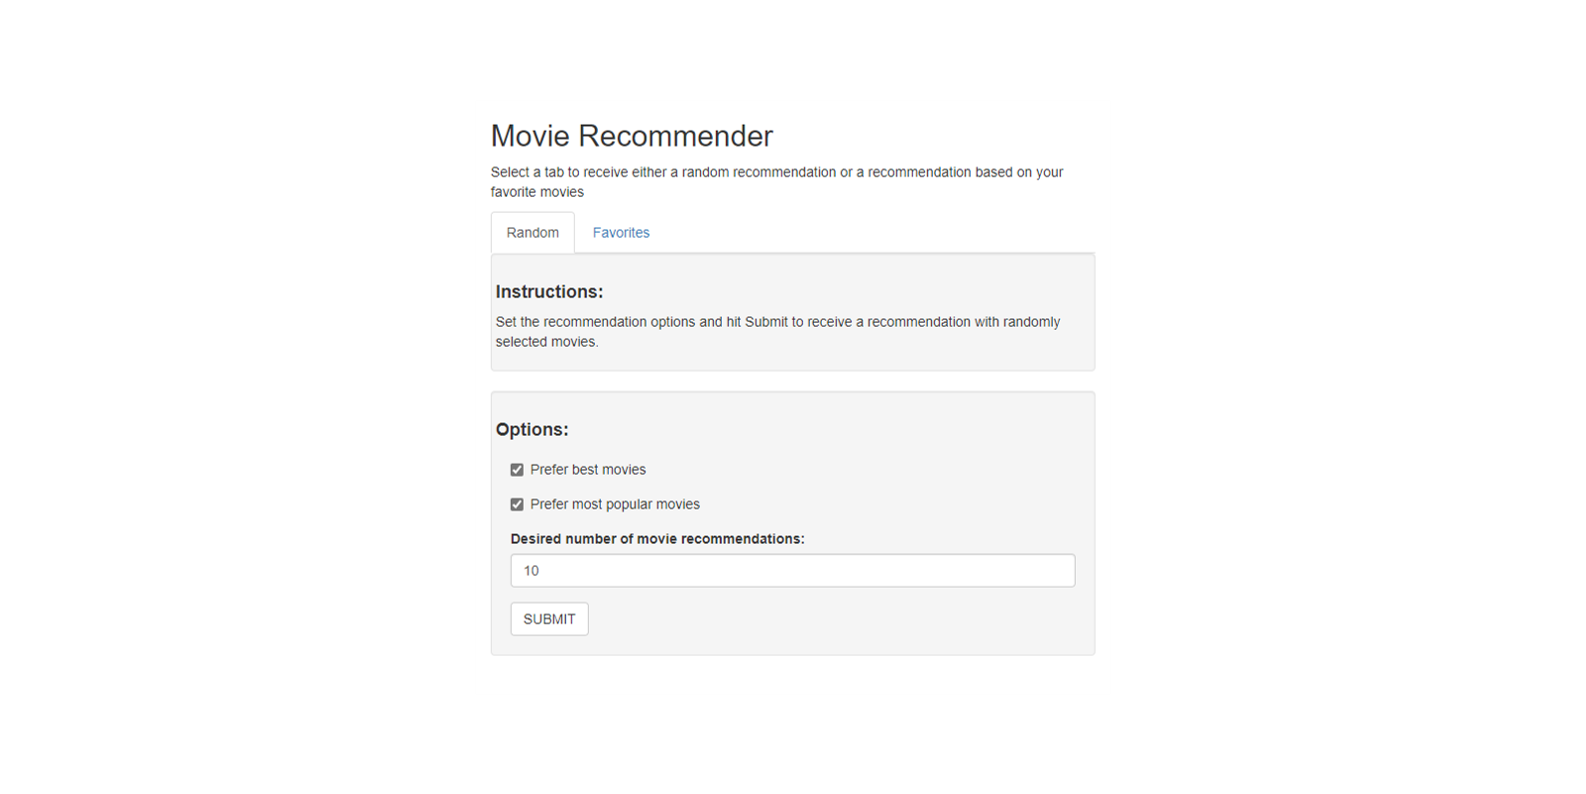 Movie Recommender
Select a tab to receive either a random recommendation or a recommendation based on your
favorite movies
Random Favorites
Instructions:
Set the recommendation options and hit Submit to receive a recommendation with randomly
selected movies.
Options:
Prefer best movies
Prefer most popular movies
Desired number of movie recommendations:
10
SUBMIT